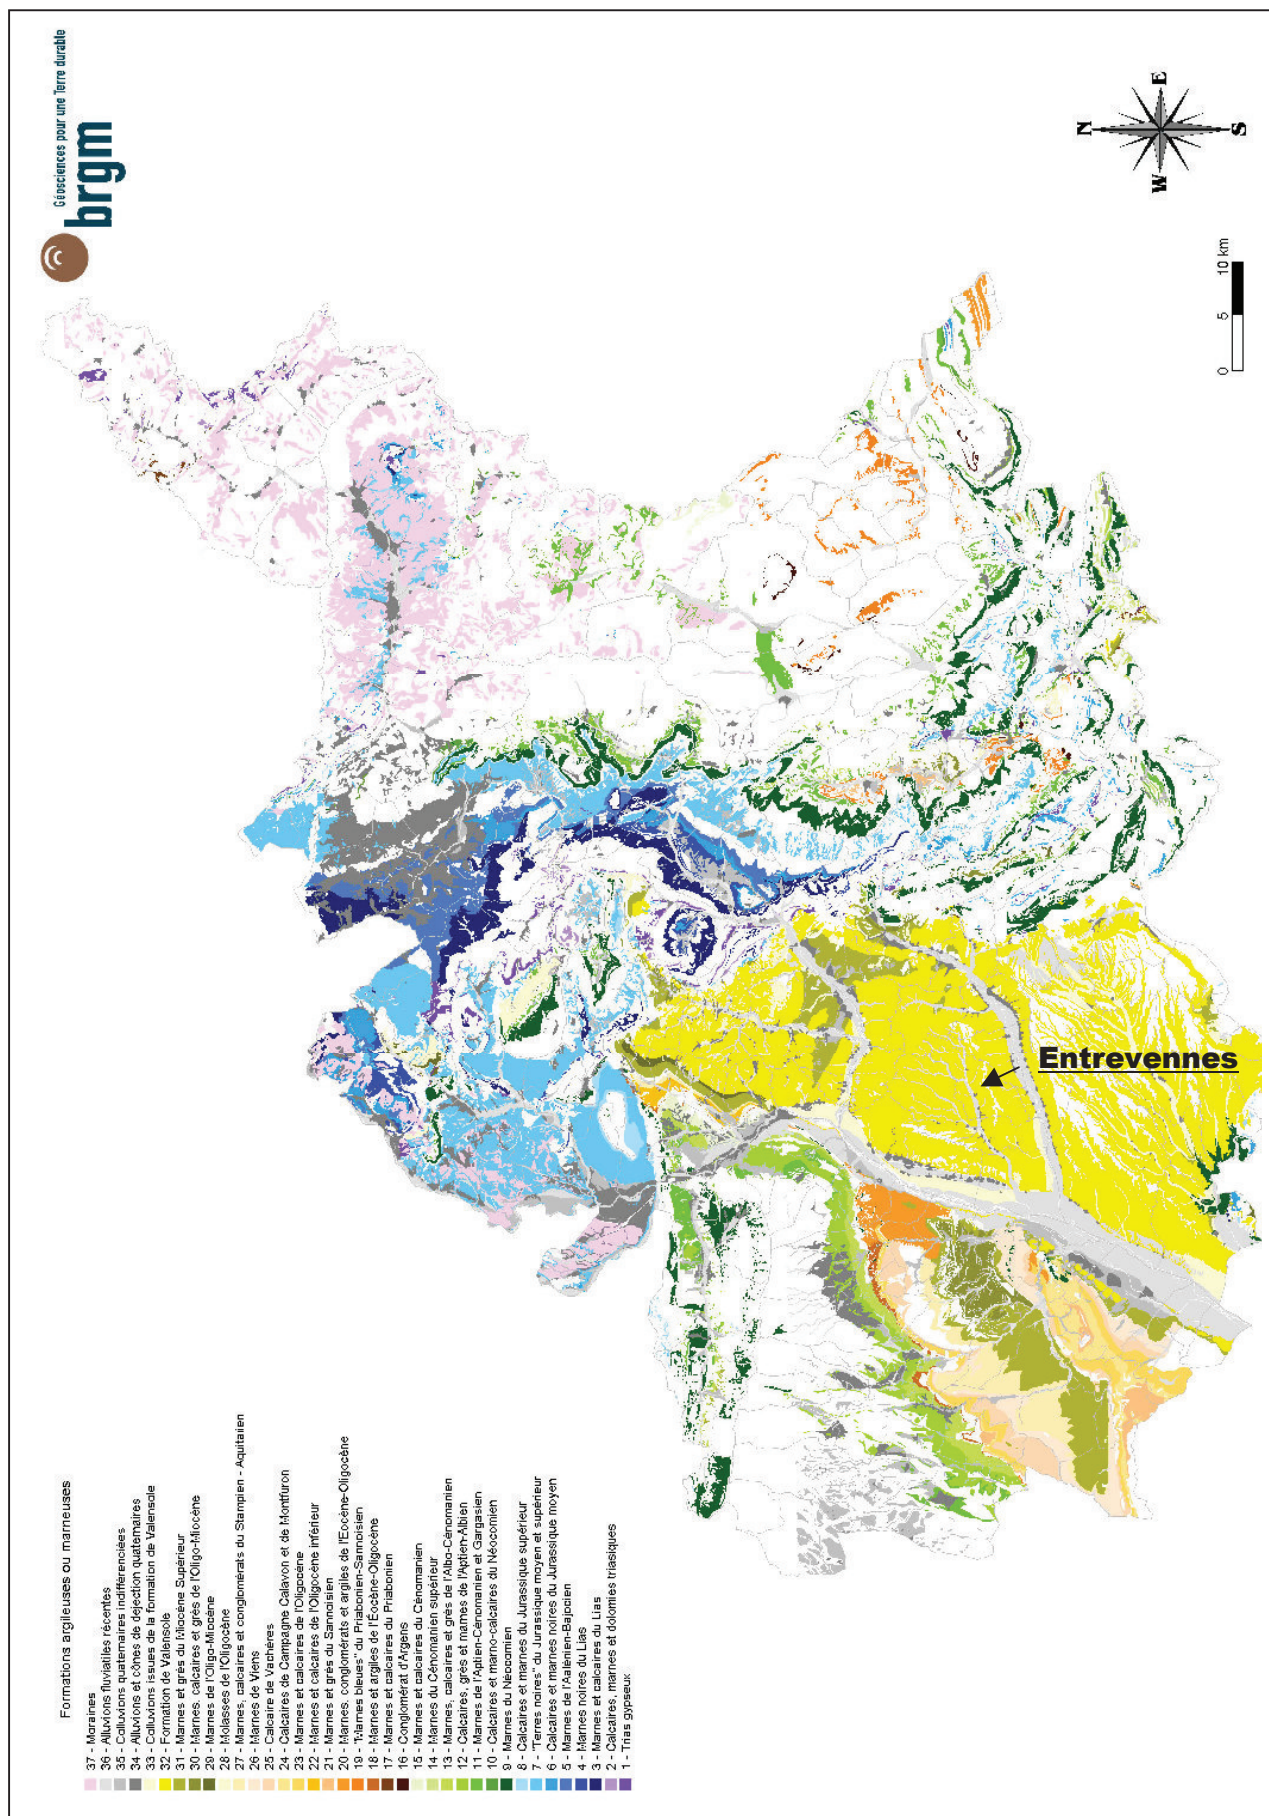 Géosciences pour une Terre durable
brgm
N
W
E
S
0 5 10 km
Entrevennes
Formations argileuses ou marneuses
37 - Moraines
36 - Alluvions fluviatiles récentes
35 - Colluvions quaternaires indifférenciées
34 - Alluvions et cônes de dejection quaternaires
33 - Colluvions issues de la formation de Valensole
32 - Formation de Valensole
31 - Marnes et grés du Miocène Supérieur
30 - Marnes, calcaires et grès de l'Oligo-Miocène
29 - Marnes de l'Oligo-Miocène
28 - Molasses de l'Oligocène
27 - Marnes, calcaires et conglomérats du Stampien - Aquitanien
26 - Marnes de Viens
25 - Calcaire de Vachères
24 - Calcaires de Campagne Calavon et de Montfuron
23 - Marnes et calcaires de l'Oligocène
22 - Marnes et calcaires de l'Oligocène inférieur
21 - Marnes et grés du Sannoisien
20 - Marnes, conglomérats et argiles de l'Eocène-Oligocène
19 - "Marnes bleues" du Priabonien-Sannoisien
18 - Marnes et argiles de l'Éocène-Oligocène
17 - Marnes et calcaires du Priabonien
16 - Conglomérat d'Argens
15 - Marnes et calcaires du Cénomanien
14 - Marnes du Cénomanien supérieur
13 - Marnes, calcaires et grés de l'Albo-Cénomanien
12 - Calcaires, grés et marnes de l'Aptien-Albien
11 - Marnes de l'Aptien-Cénomanien et Gargasien
10 - Calcaires et marno-calcaires du Néocomien
9 - Marnes du Néocomien
8 - Calcaires et marnes du Jurassique supérieur
7 - "Terres noires" du Jurassique moyen et supérieur
6 - Calcaires et marnes noires du Jurassique moyen
5 - Marnes de l'Aalénien-Bajocien
4 - Marnes noires du Lias
3 - Marnes et calcaires du Lias
2 - Calcaires, marnes et dolomies triasiques
1 - Trias gypseux